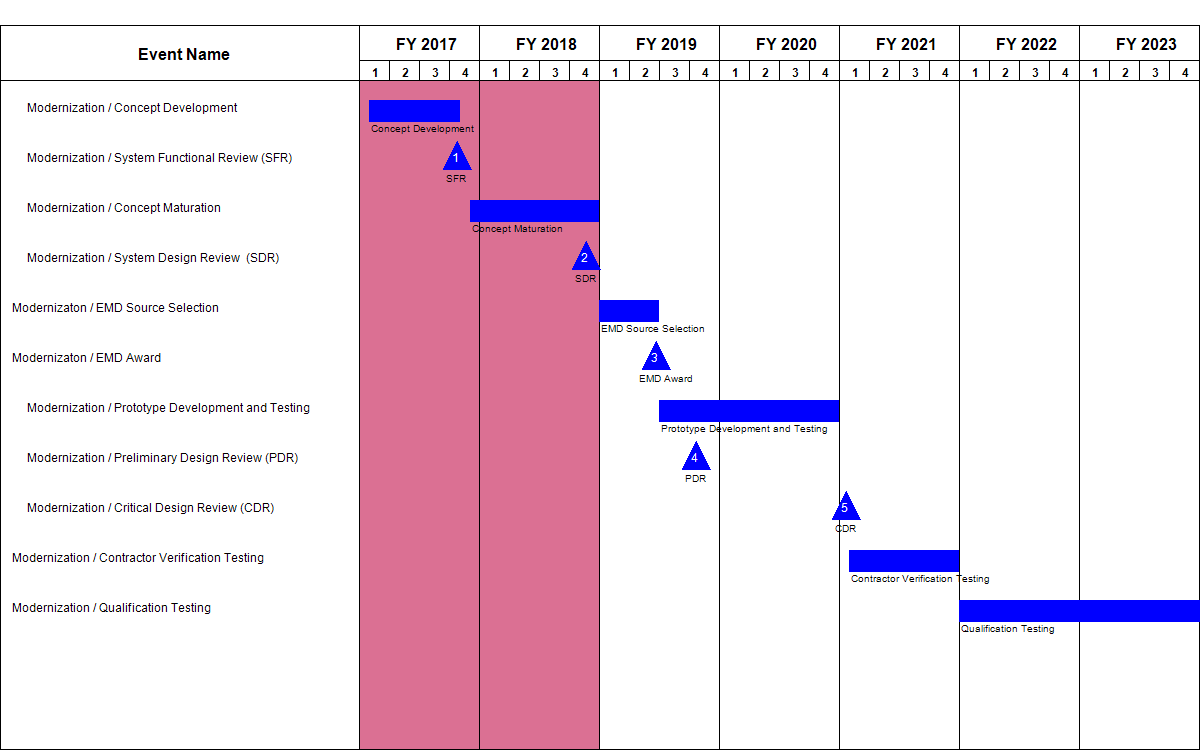 Event Name
FY 2017 FY 2018 FY 2019 FY 2020 FY 2021 FY 2022 FY 2023
1 2 3 4 1 2 3 4 1 2 3 4 1 2 3 4 1 2 3 4 1 2 3 4 1 2 3 4
Modernization / Concept Development
Concept Development
Modernization / System Functional Review (SFR)
1
SFR
Modernization / Concept Maturation
Concept Maturation
Modernization / System Design Review (SDR)
2
SDR
Modernizaton / EMD Source Selection
EMD Source Selection
Modernizaton / EMD Award
3
EMD Award
Modernization / Prototype Development and Testing
Prototype Development and Testing
Modernization / Preliminary Design Review (PDR)
4
PDR
Modernization / Critical Design Review (CDR)
5
CDR
Modernization / Contractor Verification Testing
Contractor Verification Testing
Modernization / Qualification Testing
Qualification Testing